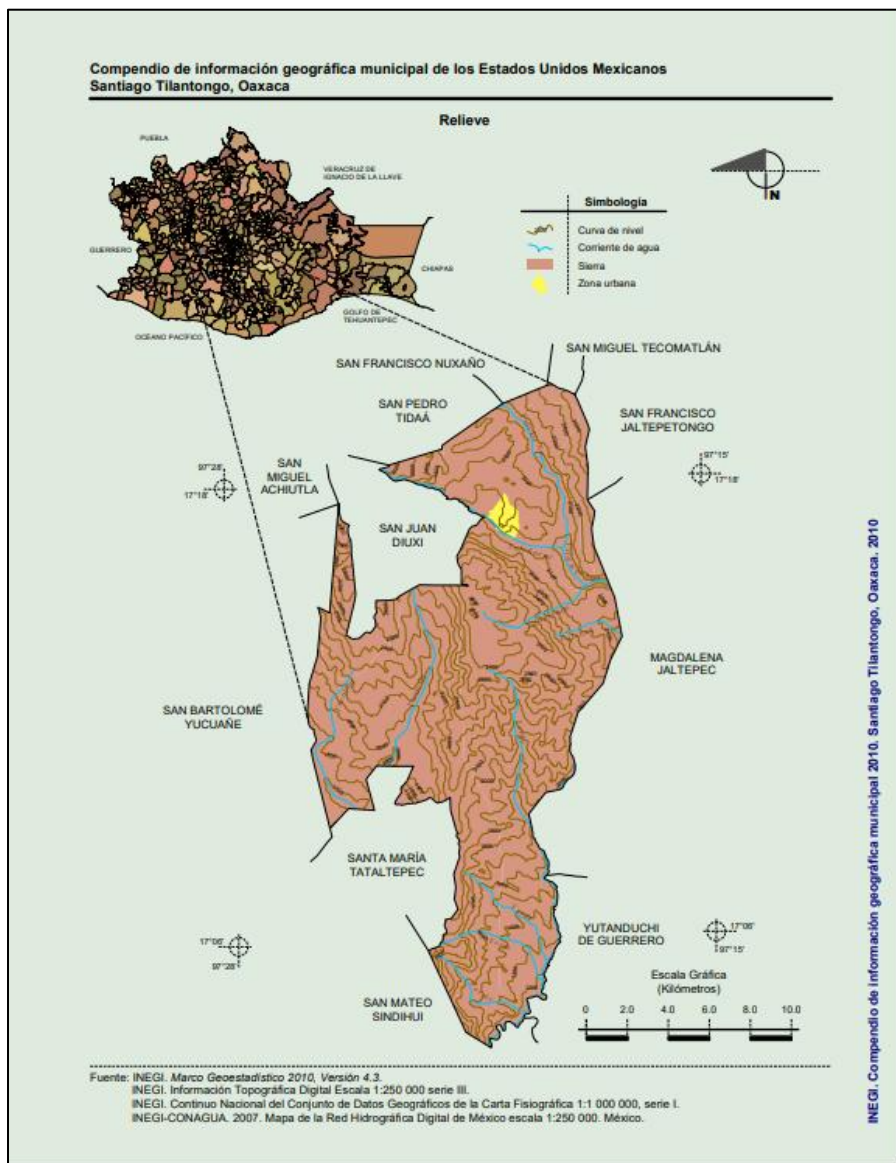 Compendio de información geográfica municipal de los Estados Unidos Mexicanos
Santiago Tilantongo, Oaxaca
Relieve
PUEBLA
VERACRUZ DE
IGNACIO DE LA LLAVE
GUERRERO
CHIAPAS
GOLFO DE
TEHUANTEPEC
OCÉANO PACÍFICO
N
Simbología
Curva de nivel
Corriente de agua
Sierra
Zona urbana
SAN MIGUEL TECOMATLÁN
SAN FRANCISCO NUXAÑO
SAN PEDRO
TIDAÁ
SAN FRANCISCO
JALTEPETONGO
97°28'
17°18'
SAN
MIGUEL
ACHIUTLA
97°15'
17°18'
SAN JUAN
DIUXI
MAGDALENA
JALTEPEC
SAN BARTOLOMÉ
YUCUAÑE
SANTA MARÍA
TATALTEPEC
YUTANDUCHI
DE GUERRERO
17°06'
97°28'
17°06'
97°15'
SAN MATEO
SINDIHUI
Escala Gráfica
(Kilómetros)
0 2.0 4.0 6.0 8.0 10.0
Fuente: INEGI. Marco Geoestadístico 2010, Versión 4.3.
INEGI. Información Topográfica Digital Escala 1:250 000 serie III.
INEGI. Continuo Nacional del Conjunto de Datos Geográficos de la Carta Fisiográfica 1:1 000 000, serie I.
INEGI-CONAGUA. 2007. Mapa de la Red Hidrográfica Digital de México escala 1:250 000. México.
INEGI. Compendio de información geográfica municipal 2010. Santiago Tilantongo, Oaxaca. 2010